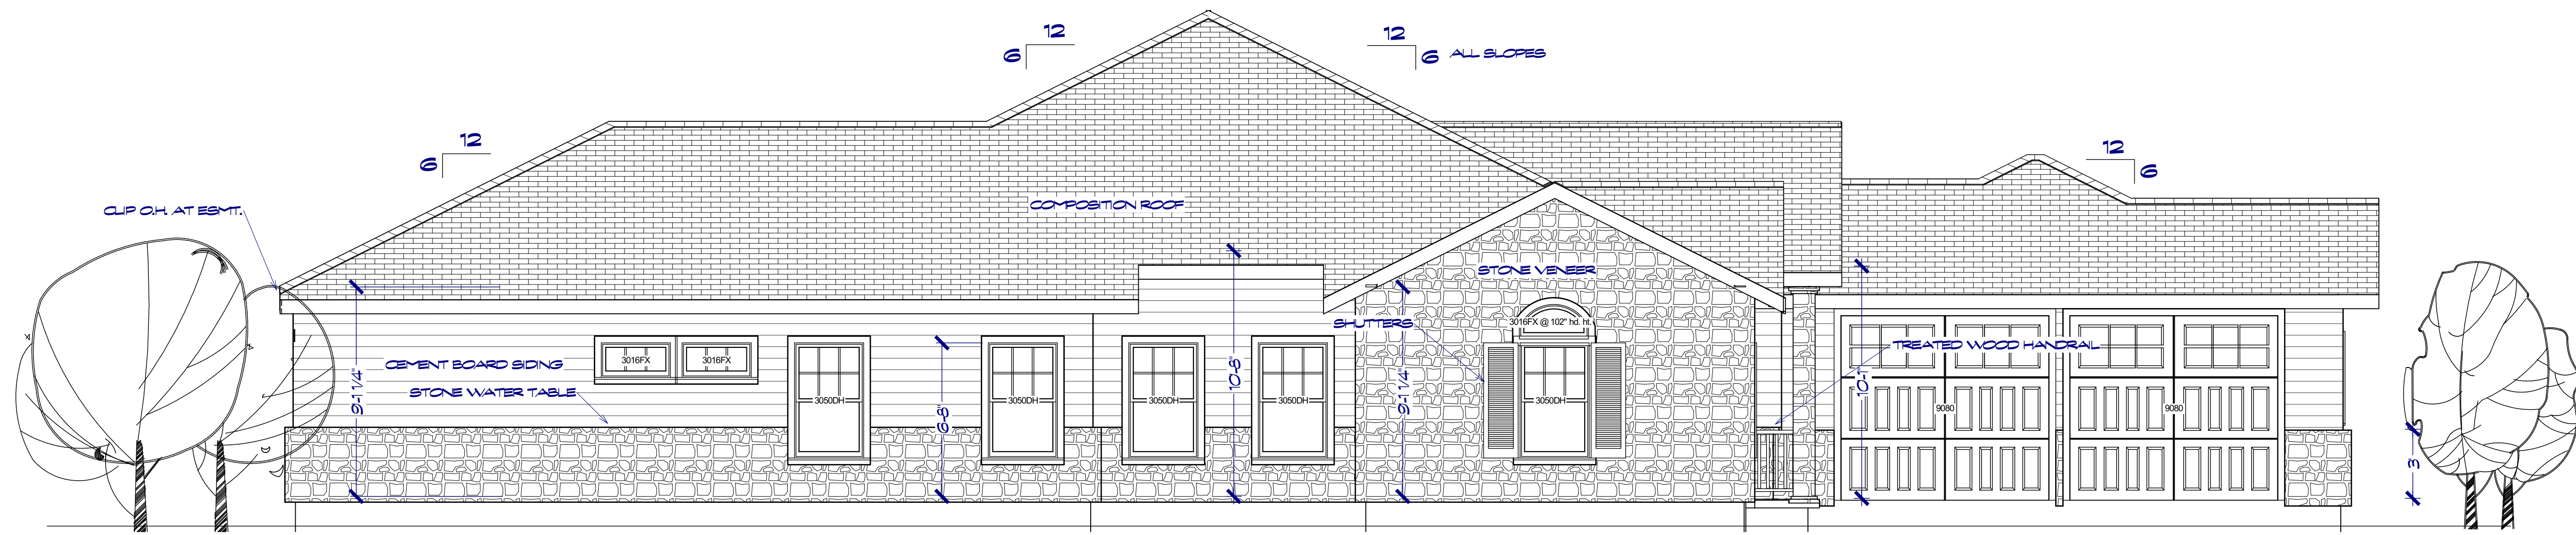 12
6
12
6 ALL SLOPES
12
6
12
6
CLIP O.H. AT ESMT.
COMPOSITION ROOF
STONE VENEER
3016FX @ 102" hd. ht.
SHUTTERS
TREATED WOOD HANDRAIL
CEMENT BOARD SIDING
STONE WATER TABLE
3016FX
3016FX
3050DH
3050DH
3050DH
3050DH
3050DH
9080
9080
9-1 1/4"
6-8"
10-8"
9-1 1/4"
10-1
3'